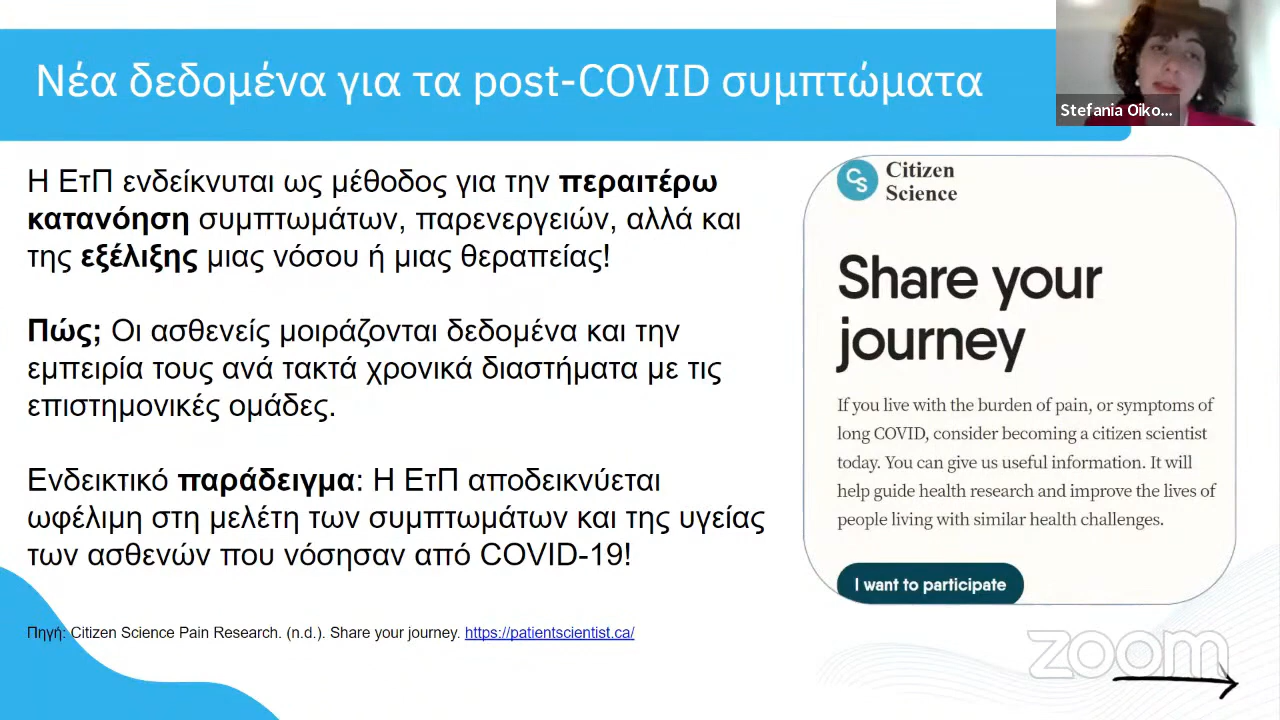 Νέα δεδομένα για τα post-COVID συμπτώματα
Stefania Oiko...
Η ΕτΠ ενδείκνυται ως μέθοδος για την περαιτέρω
κατανόηση συμπτωμάτων, παρενεργειών, αλλά και
της εξέλιξης μιας νόσου ή μιας θεραπείας!
Πώς; Οι ασθενείς μοιράζονται δεδομένα και την
εμπειρία τους ανά τακτά χρονικά διαστήματα με τις
επιστημονικές ομάδες.
Ενδεικτικό παράδειγμα: Η ΕτΠ αποδεικνύεται
ωφέλιμη στη μελέτη των συμπτωμάτων και της υγείας
των ασθενών που νόσησαν από COVID-19!
Πηγή: Citizen Science Pain Research. (n.d.). Share your journey. https://patientscientist.ca/
CS
Citizen
Science
Share your
journey
If you live with the burden of pain, or symptoms of
long COVID, consider becoming a citizen scientist
today. You can give us useful information. It will
help guide health research and improve the lives of
people living with similar health challenges.
I want to participate
zoom